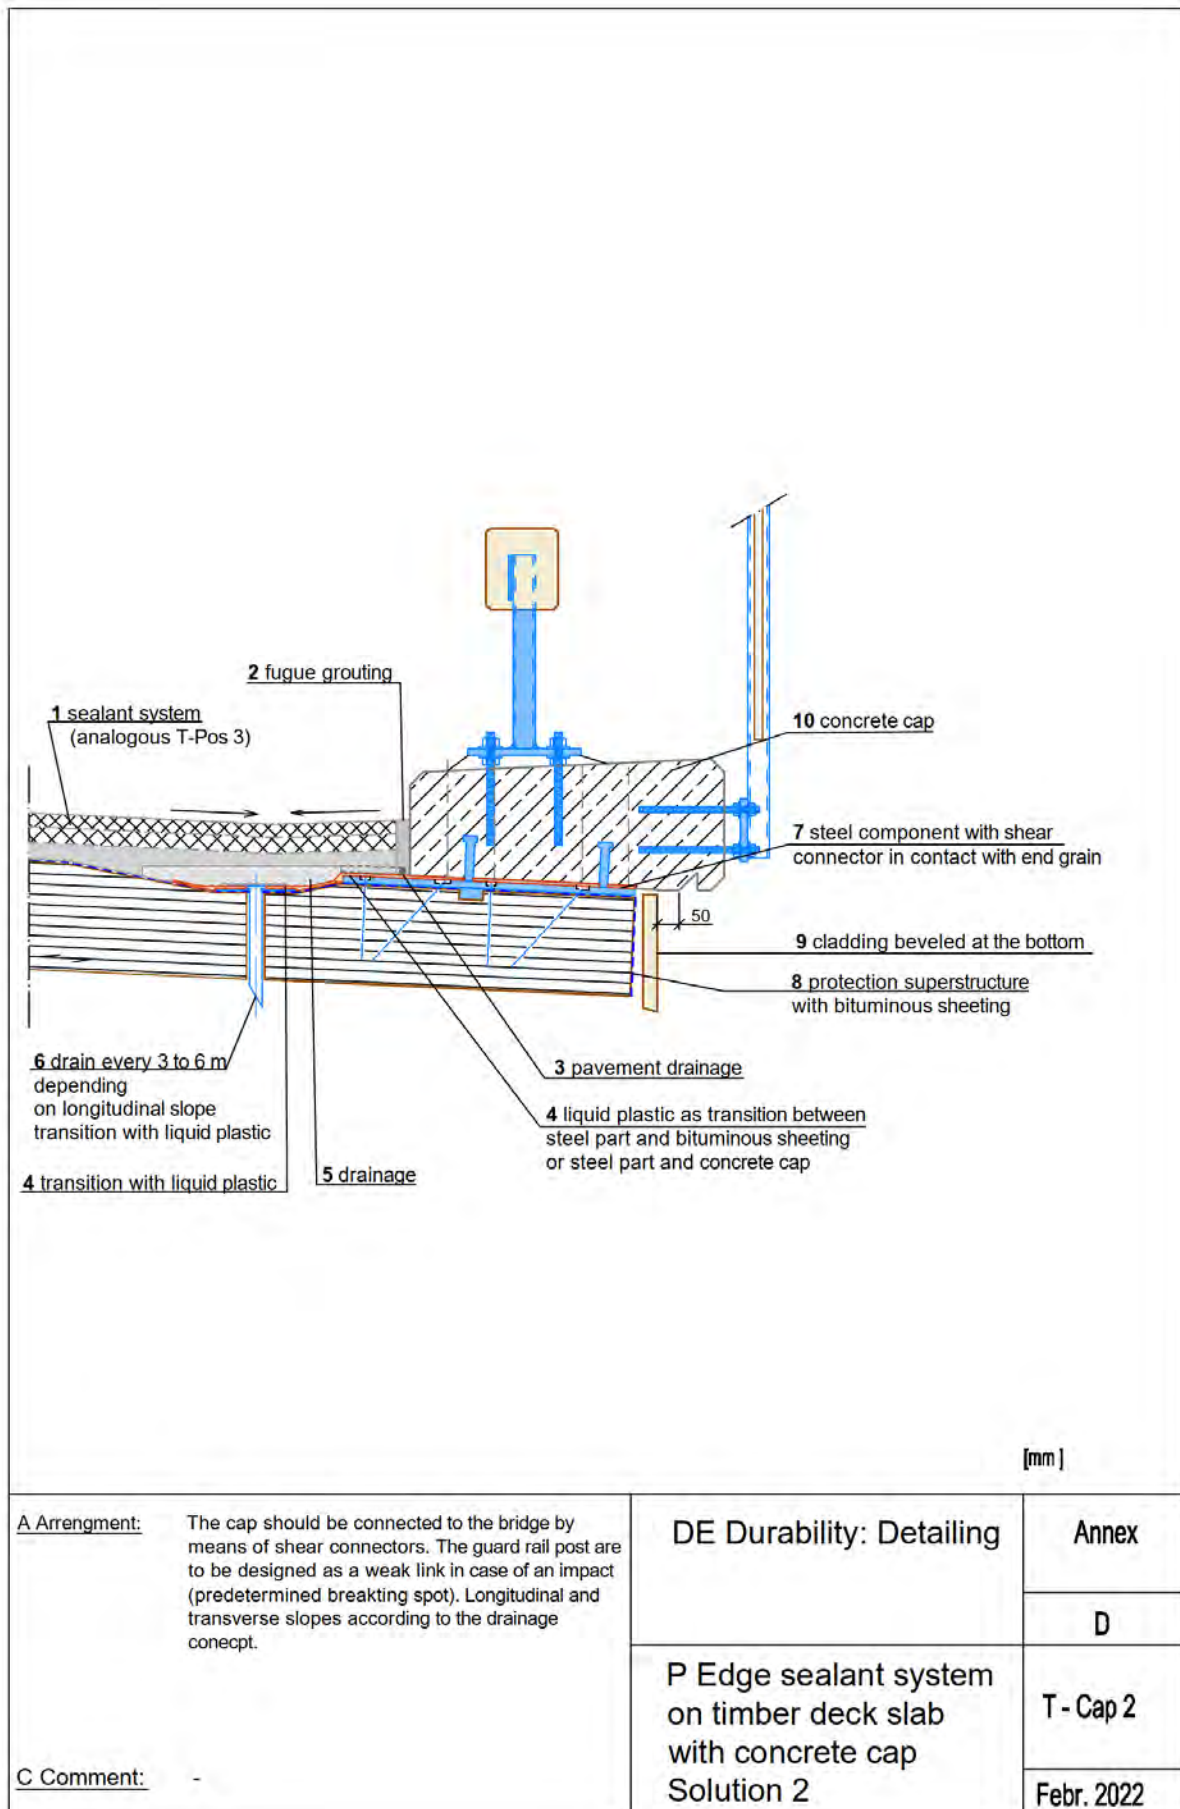 2 fugue grouting
1 sealant system
(analogous T-Pos 3)
10 concrete cap
7 steel component with shear
connector in contact with end grain
50
9 cladding beveled at the bottom
8 protection superstructure
with bituminous sheeting
6 drain every 3 to 6 m
depending
on longitudinal slope
transition with liquid plastic
3 pavement drainage
4 liquid plastic as transition between
steel part and bituminous sheeting
or steel part and concrete cap
4 transition with liquid plastic
5 drainage
[mm]
A Arrengment:
The cap should be connected to the bridge by
means of shear connectors. The guard rail post are
to be designed as a weak link in case of an impact
(predetermined breakting spot). Longitudinal and
transverse slopes according to the drainage
conecpt.
C Comment: -
DE Durability: Detailing
Annex
D
P Edge sealant system
on timber deck slab
with concrete cap
Solution 2
T - Cap 2
Febr. 2022